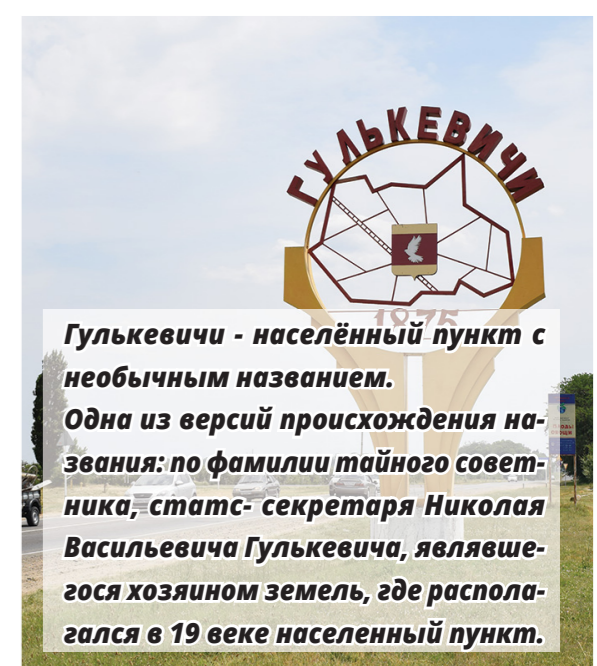 ГУЛЬКЕВИЧИ
1875
Гулькевичи - населённый пункт с
необычным названием.
Одна из версий происхождения на-
звания: по фамилии тайного совет-
ника, статс- секретаря Николая
Васильевича Гулькевича, являвше-
гося хозяином земель, где распола-
гался в 19 веке населенный пункт.